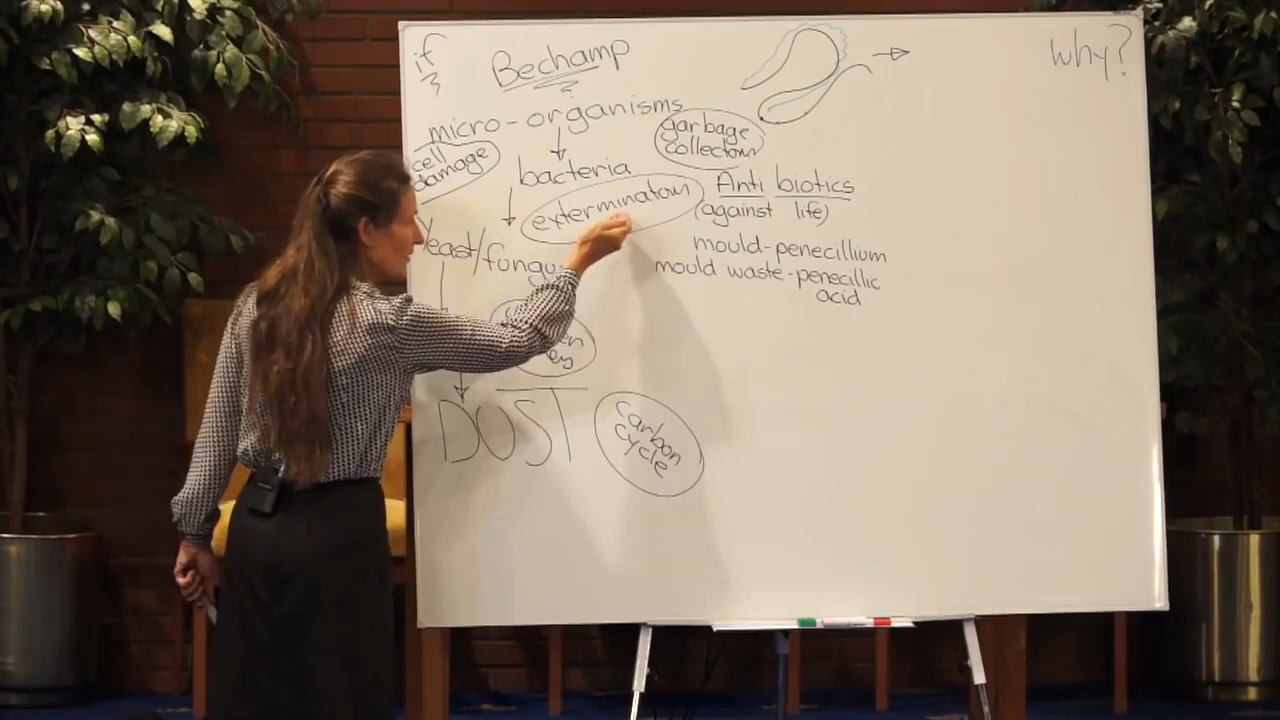 if
Bechamp
why?
micro-organisms
garbage
collectors
cell
damage
bacteria
exterminators
Anti biotics
(against life)
Yeast/fungu
mould-penecillium
mould waste-penecillic
acid
DUST
carbon
cycle